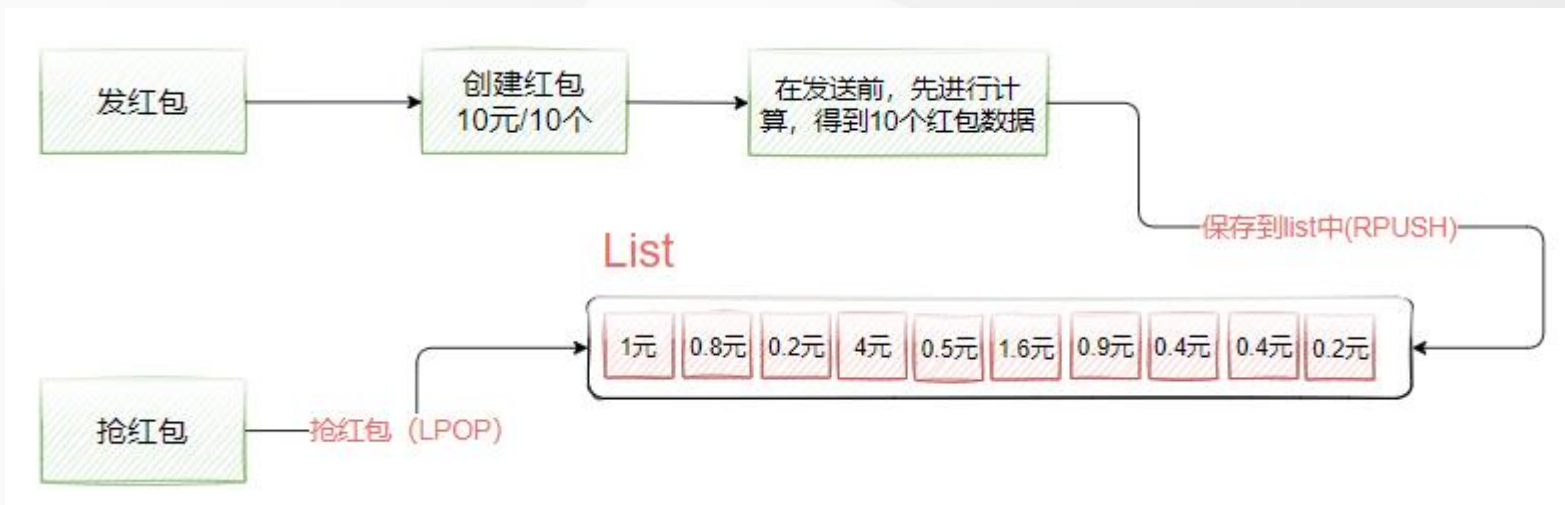 发红包
创建红包
10元/10个
在发送前，先进行计
算，得到10个红包数据
保存到list中(RPUSH)
List
1元 0.8元 0.2元 4元 0.5元 1.6元 0.9元 0.4元 0.4元 0.2元
抢红包
抢红包（LPOP）